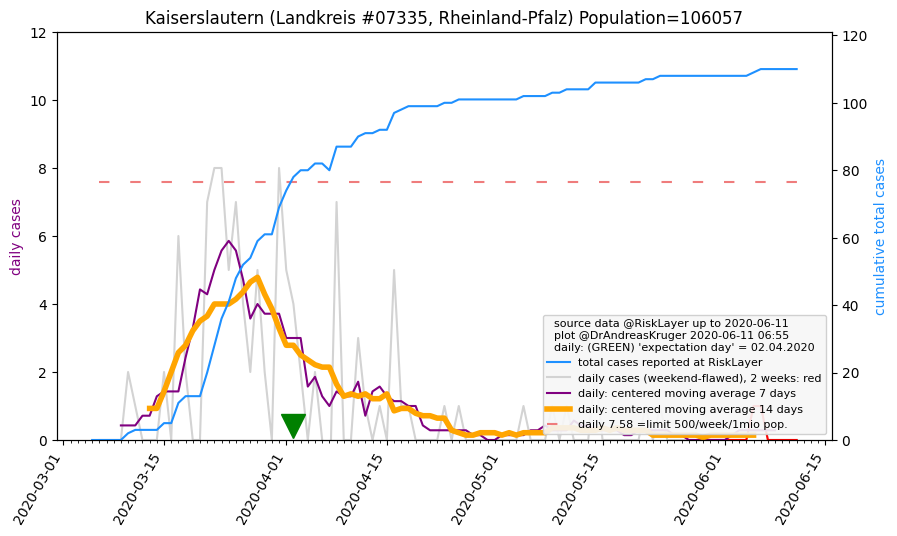 Kaiserslautern (Landkreis #07335, Rheinland-Pfalz) Population=106057
12
10
8
6
4
2
0
daily cases
120
100
80
60
40
20
0
cumulative total cases
source data @RiskLayer up to 2020-06-11
plot @DrAndreasKruger 2020-06-11 06:55
daily: (GREEN) 'expectation day' = 02.04.2020
total cases reported at RiskLayer
daily cases (weekend-flawed), 2 weeks: red
daily: centered moving average 7 days
daily: centered moving average 14 days
daily 7.58 =limit 500/week/1mio pop.
2020-03-01
2020-03-15
2020-04-01
2020-04-15
2020-05-01
2020-05-15
2020-06-01
2020-06-15